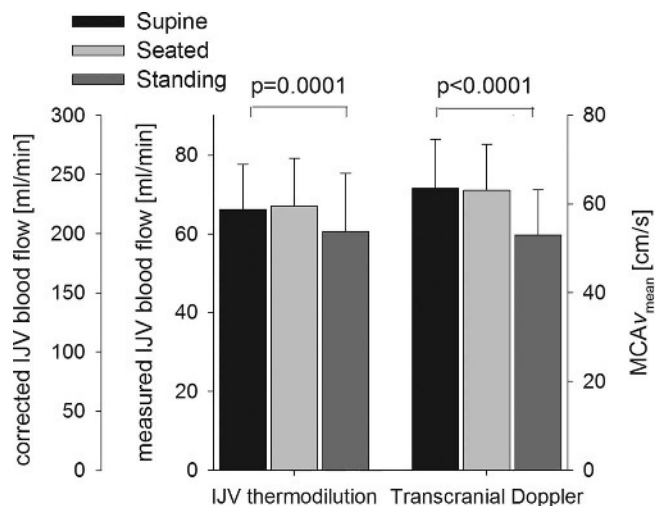 Supine
Seated
Standing
p=0.0001
p<0.0001
corrected IJV blood flow [ml/min]
300
250
200
150
100
50
0
measured IJV blood flow [ml/min]
80
60
40
20
0
80
60
40
20
0
MCAvmean [cm/s]
IJV thermodilution
Transcranial Doppler